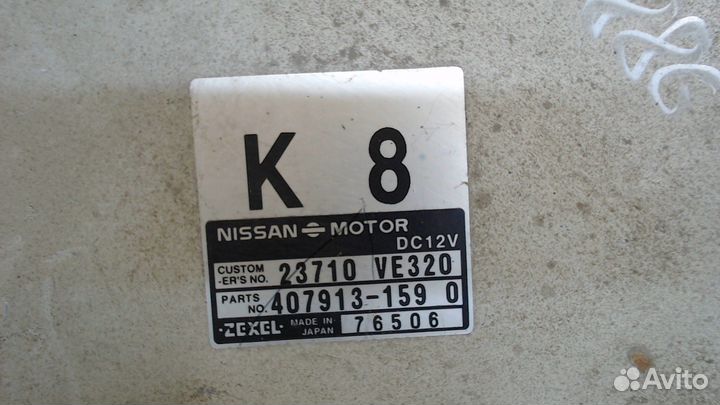 K 8
NISSAN MOTOR
DC12V
CUSTOM
-ER'S NO. 23710 VE320
PARTS
NO. 407913-159 0
·ZEXEL· MADE IN JAPAN 76506
Avito